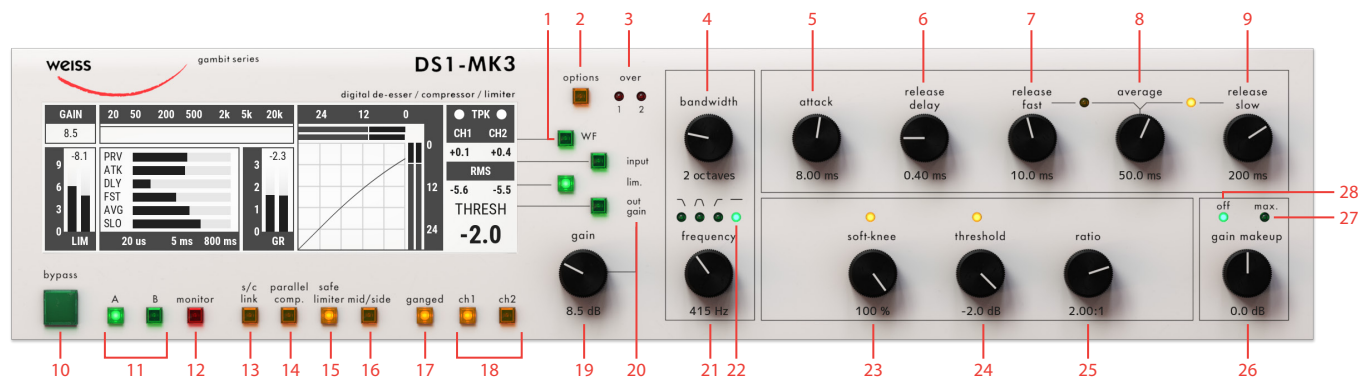 1 2 3 4 5 6 7 8 9
weiss gambit series DS1-MK3
digital de-esser / compressor / limiter
options over
1 2
WF
input
lim.
out gain
GAIN 20 50 200 500 2k 5k 20k 24 12 0 TPK
8.5 CH1 CH2
+0.1 +0.4
RMS
-5.6 -5.5
THRESH
-2.0
-8.1
9
6
3
0
LIM
PRV
ATK
DLY
FST
AVG
SLO
20 us 5 ms 800 ms
-2.3
3
2
1
0
GR
0
12
24
bandwidth
2 octaves
attack
8.00 ms
release delay
0.40 ms
release fast
10.0 ms
average
50.0 ms
release slow
200 ms
gain
8.5 dB
frequency
415 Hz
soft-knee
100 %
threshold
-2.0 dB
ratio
2.00:1
off max.
gain makeup
0.0 dB
28
27
bypass
A B monitor
s/c link
parallel comp.
safe limiter
mid/side
ganged
ch1 ch2
10 11 12 13 14 15 16 17 18 19 20 21 22 23 24 25 26